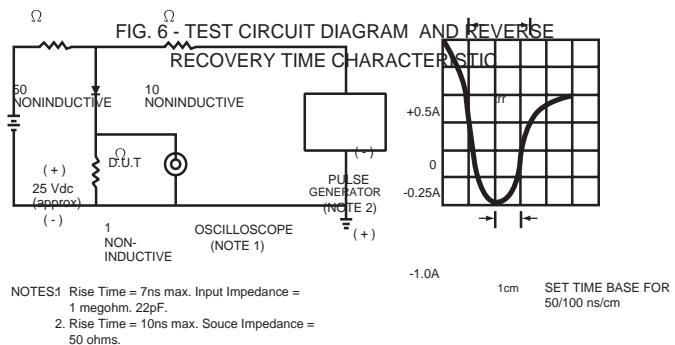 FIG. 6 - TEST CIRCUIT DIAGRAM AND REVERSE
RECOVERY TIME CHARACTERISTIC
Ω
Ω
50
NONINDUCTIVE
10
NONINDUCTIVE
Ω
D.U.T
( + )
25 Vdc
(approx)
( - )
1
NON-
INDUCTIVE
OSCILLOSCOPE
(NOTE 1)
( - )
PULSE
GENERATOR
(NOTE 2)
( + )
trr
+0.5A
0
-0.25A
-1.0A
1cm
SET TIME BASE FOR
50/100 ns/cm
NOTES:1 Rise Time = 7ns max. Input Impedance =
1 megohm. 22pF.
2. Rise Time = 10ns max. Souce Impedance =
50 ohms.